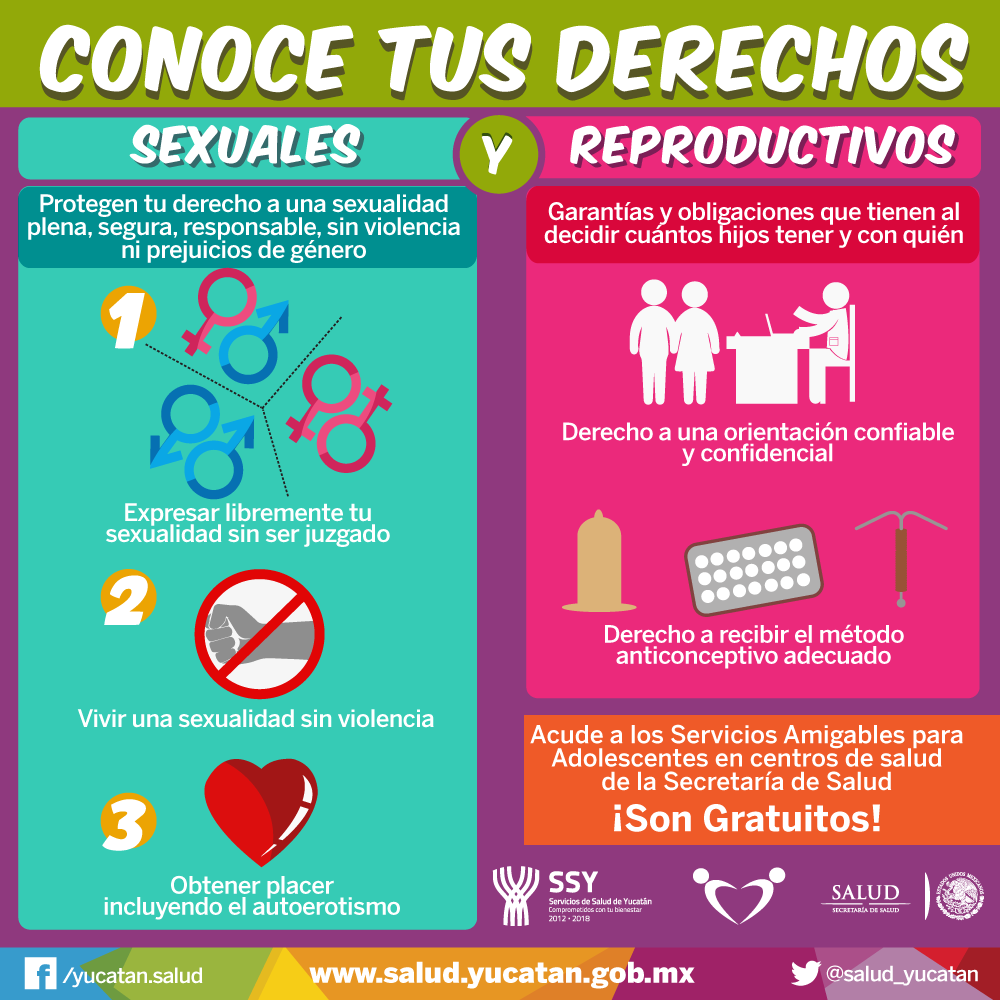 CONOCE TUS DERECHOS
SEXUALES
Y
REPRODUCTIVOS
Protegen tu derecho a una sexualidad
plena, segura, responsable, sin violencia
ni prejuicios de género
1
Expresar libremente tu
sexualidad sin ser juzgado
2
Vivir una sexualidad sin violencia
3
Obtener placer
incluyendo el autoerotismo
Garantías y obligaciones que tienen al
decidir cuántos hijos tener y con quién
Derecho a una orientación confiable
y confidencial
Derecho a recibir el método
anticonceptivo adecuado
Acude a los Servicios Amigables para
Adolescentes en centros de salud
de la Secretaría de Salud
¡Son Gratuitos!
SSY
Servicios de Salud de Yucatán
Comprometidos con tu bienestar
2012 • 2018
SALUD
SECRETARÍA DE SALUD
ESTADOS UNIDOS MEXICANOS
f /yucatan.salud
www.salud.yucatan.gob.mx
@salud_yucatan